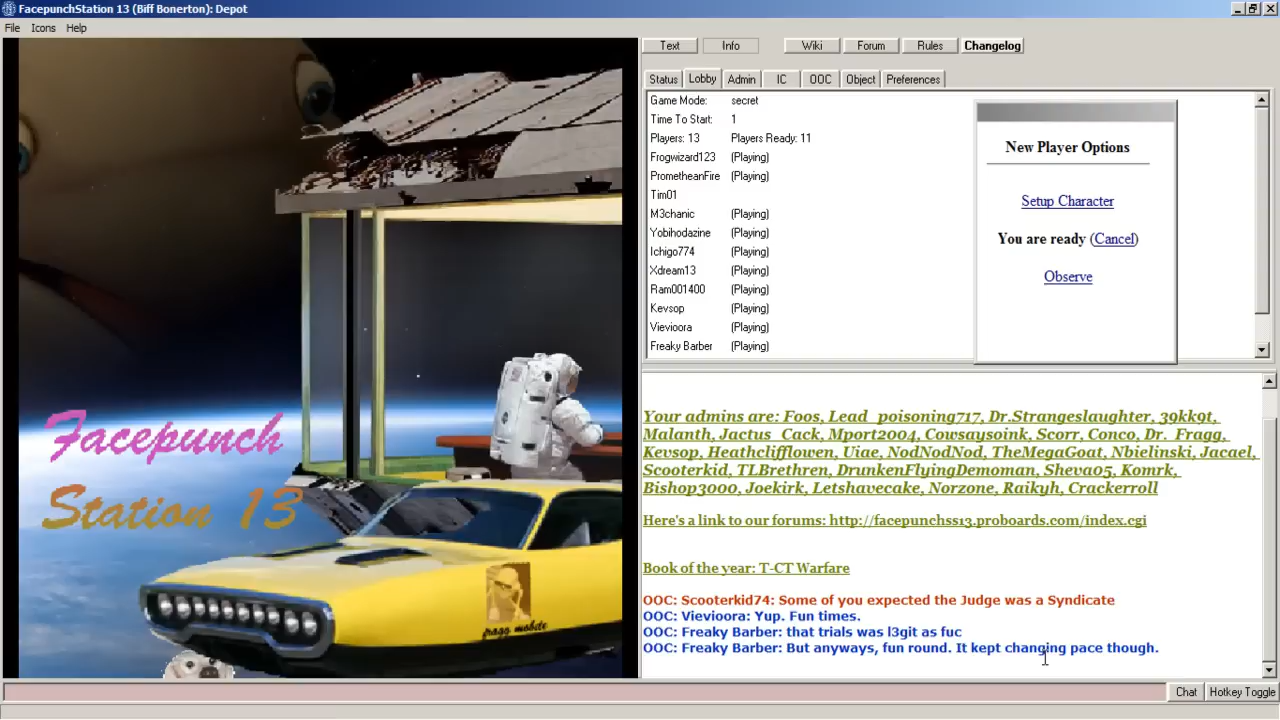 FacepunchStation 13 (Biff Bonerton): Depot
File Icons Help
Text Info Wiki Forum Rules Changelog
Status Lobby Admin IC OOC Object Preferences
Game Mode: secret
Time To Start: 1
Players: 13 Players Ready: 11
Frogwizard123 (Playing)
PrometheanFire (Playing)
Tim01
M3chanic (Playing)
Yobihodazine (Playing)
Ichigo774 (Playing)
Xdream13 (Playing)
Ram001400 (Playing)
Kevsop (Playing)
Vievioora (Playing)
Freaky Barber (Playing)
New Player Options
Setup Character
You are ready (Cancel)
Observe
Facepunch
Station 13
fragg mobile
Your admins are: Foos, Lead_poisoning717, Dr.Strangeslaughter, 39kk9t,
Malanth, Jactus_Cack, Mport2004, Cowsaysoink, Scorr, Conco, Dr._Fragg,
Kevsop, Heathclifflowen, Uiae, NodNodNod, TheMegaGoat, Nbielinski, Jacael,
Scooterkid, TLBrethren, DrunkenFlyingDemoman, Sheva05, Komrk,
Bishop3000, Joekirk, Letshavecake, Norzone, Raikyh, Crackerroll
Here's a link to our forums: http://facepunchss13.proboards.com/index.cgi
Book of the year: T-CT Warfare
OOC: Scooterkid74: Some of you expected the Judge was a Syndicate
OOC: Vievioora: Yup. Fun times.
OOC: Freaky Barber: that trials was l3git as fuc
OOC: Freaky Barber: But anyways, fun round. It kept changing pace though.
Chat Hotkey Toggle